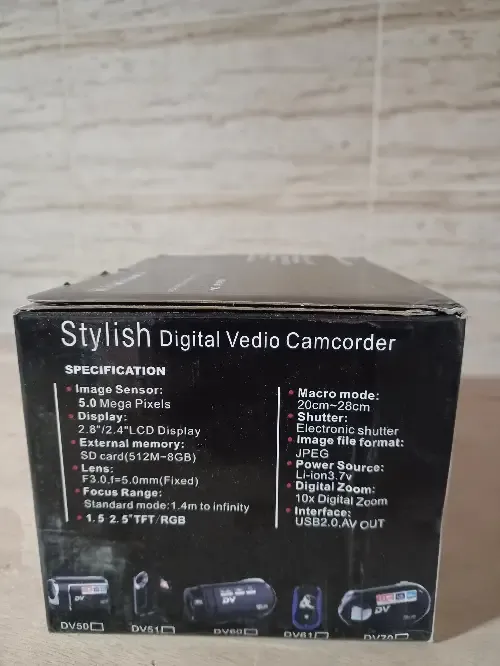 Stylish Digital Vedio Camcorder
SPECIFICATION
Image Sensor:
5.0 Mega Pixels
Display:
2.8"/2.4"LCD Display
External memory:
SD card(512M~8GB)
Lens:
F3.0,f=5.0mm(Fixed)
Focus Range:
Standard mode:1.4m to infinity
1.5 2.5"TFT/RGB
Macro mode:
20cm~28cm
Shutter:
Electronic shutter
Image file format:
JPEG
Power Source:
Li-ion3.7v
Digital Zoom:
10x Digital Zoom
Interface:
USB2.0,AV OUT
DV
DV
DV
DV50
DV51
DV60
DV61
DV70